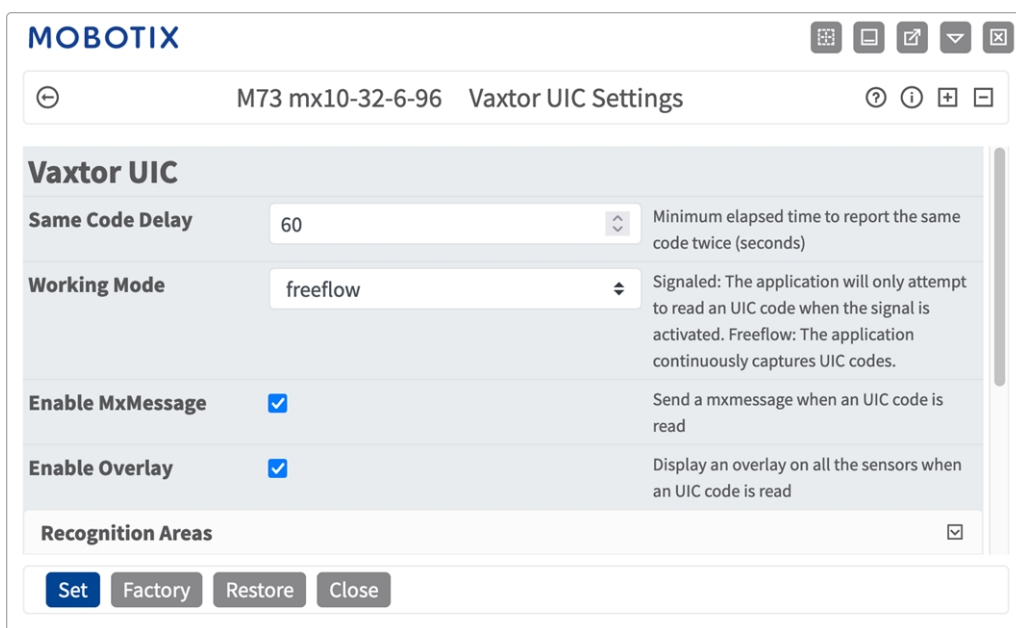 MOBOTIX
M73 mx10-32-6-96 Vaxtor UIC Settings
Vaxtor UIC
Same Code Delay
60
Minimum elapsed time to report the same
code twice (seconds)
Working Mode
freeflow
Signaled: The application will only attempt
to read an UIC code when the signal is
activated. Freeflow: The application
continuously captures UIC codes.
Enable MxMessage
Send a mxmessage when an UIC code is
read
Enable Overlay
Display an overlay on all the sensors when
an UIC code is read
Recognition Areas
Set Factory Restore Close